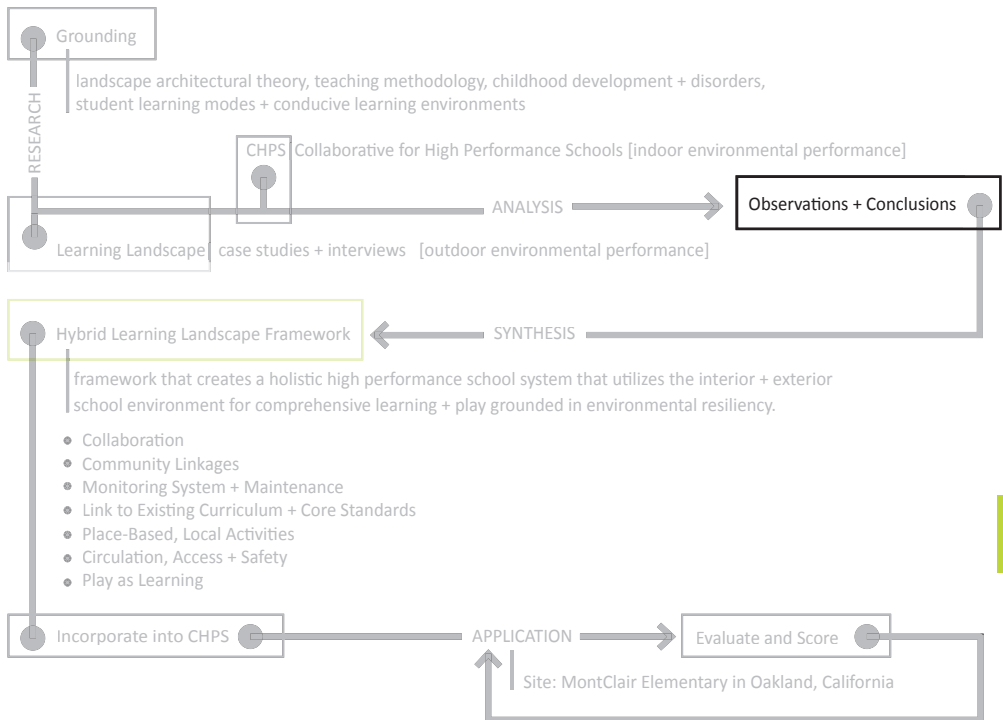 Grounding
landscape architectural theory, teaching methodology, childhood development + disorders,
student learning modes + conducive learning environments
RESEARCH
CHPS Collaborative for High Performance Schools [indoor environmental performance]
ANALYSIS
Observations + Conclusions
Learning Landscape case studies + interviews [outdoor environmental performance]
Hybrid Learning Landscape Framework
SYNTHESIS
framework that creates a holistic high performance school system that utilizes the interior + exterior
school environment for comprehensive learning + play grounded in environmental resiliency.
Collaboration
Community Linkages
Monitoring System + Maintenance
Link to Existing Curriculum + Core Standards
Place-Based, Local Activities
Circulation, Access + Safety
Play as Learning
Incorporate into CHPS
APPLICATION
Evaluate and Score
Site: MontClair Elementary in Oakland, California